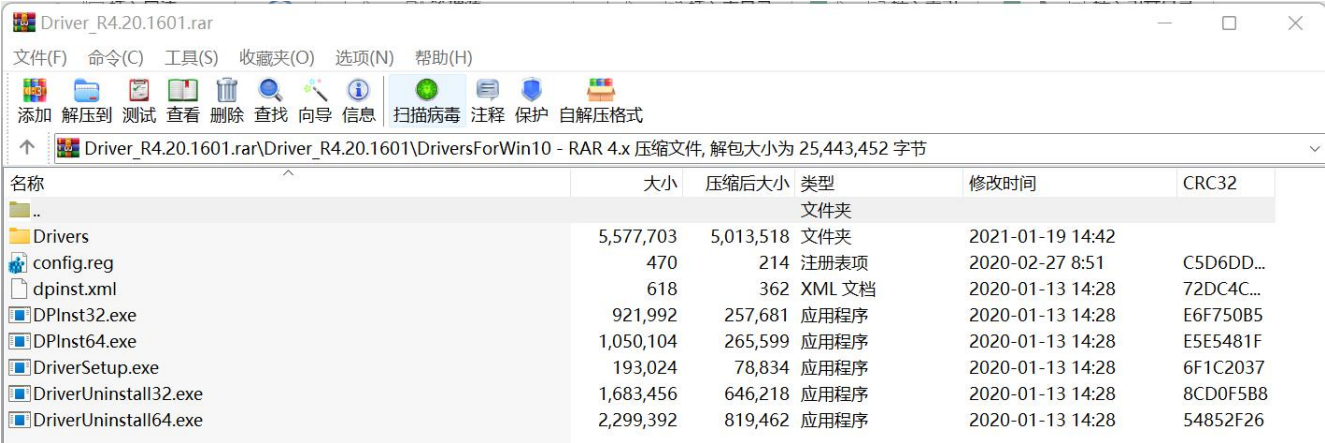 Driver_R4.20.1601.rar
文件(F) 命令(C) 工具(S) 收藏夹(O) 选项(N) 帮助(H)
添加 解压到 测试 查看 删除 查找 向导 信息 扫描病毒 注释 保护 自解压格式
Driver_R4.20.1601.rar\Driver_R4.20.1601\DriversForWin10 - RAR 4.x 压缩文件, 解包大小为 25,443,452 字节
名称 大小 压缩后大小 类型 修改时间 CRC32
.. 文件夹
Drivers 5,577,703 5,013,518 文件夹 2021-01-19 14:42
config.reg 470 214 注册表项 2020-02-27 8:51 C5D6DD...
dpinst.xml 618 362 XML 文档 2020-01-13 14:28 72DC4C...
DPInst32.exe 921,992 257,681 应用程序 2020-01-13 14:28 E6F750B5
DPInst64.exe 1,050,104 265,599 应用程序 2020-01-13 14:28 E5E5481F
DriverSetup.exe 193,024 78,834 应用程序 2020-01-13 14:28 6F1C2037
DriverUninstall32.exe 1,683,456 646,218 应用程序 2020-01-13 14:28 8CD0F5B8
DriverUninstall64.exe 2,299,392 819,462 应用程序 2020-01-13 14:28 54852F26